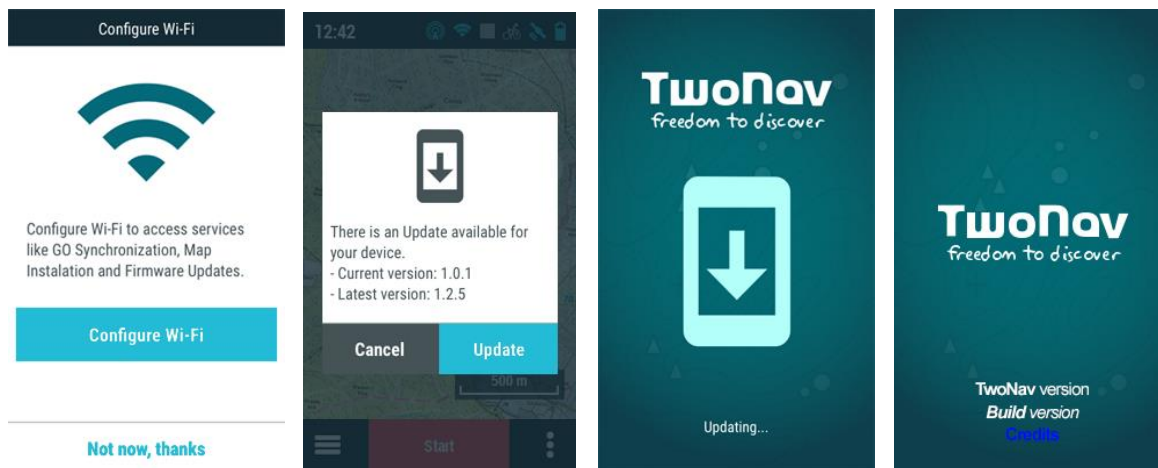 Configure Wi-Fi
Configure Wi-Fi to access services
like GO Synchronization, Map
Instalation and Firmware Updates.
Configure Wi-Fi
Not now, thanks
12:42
There is an Update available for
your device.
- Current version: 1.0.1
- Latest version: 1.2.5
Cancel
Update
500 m
Start
TwoNav
freedom to discover
Updating...
TwoNav
freedom to discover
TwoNav version
Build version
Credits